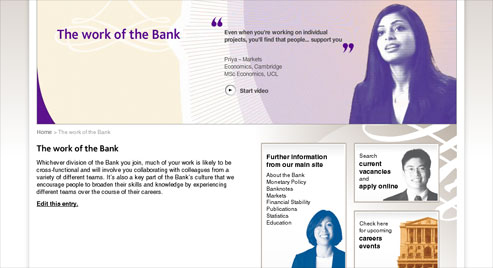 The work of the Bank
“ Even when you're working on individual
projects, you'll find that people... support you ”
Priya – Markets
Economics, Cambridge
MSc Economics, UCL
Start video
Home > The work of the Bank
The work of the Bank
Whichever division of the Bank you join, much of your work is likely to be
cross-functional and will involve you collaborating with colleagues from a
variety of different teams. It's also a key part of the Bank's culture that we
encourage people to broaden their skills and knowledge by experiencing
different teams over the course of their careers.
Edit this entry.
Further information
from our main site
About the Bank
Monetary Policy
Banknotes
Markets
Financial Stability
Publications
Statistics
Education
Search
current
vacancies
and
apply online
Check here
for upcoming
careers
events